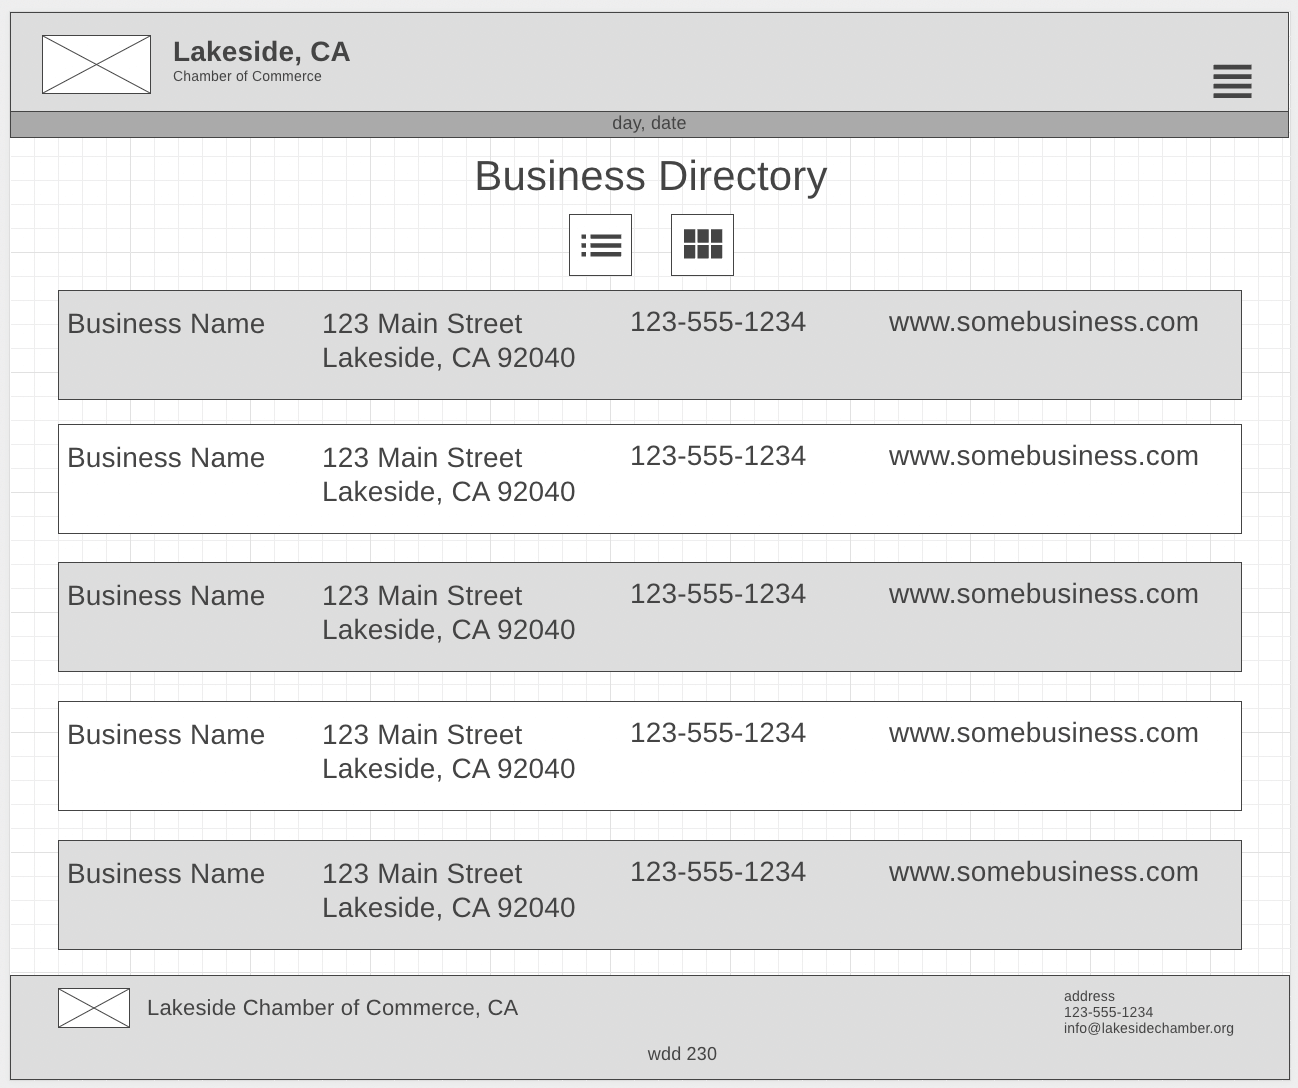 Lakeside, CA
Chamber of Commerce
day, date
Business Directory
Business Name 123 Main Street 123-555-1234 www.somebusiness.com
Lakeside, CA 92040
Business Name 123 Main Street 123-555-1234 www.somebusiness.com
Lakeside, CA 92040
Business Name 123 Main Street 123-555-1234 www.somebusiness.com
Lakeside, CA 92040
Business Name 123 Main Street 123-555-1234 www.somebusiness.com
Lakeside, CA 92040
Business Name 123 Main Street 123-555-1234 www.somebusiness.com
Lakeside, CA 92040
Lakeside Chamber of Commerce, CA
address
123-555-1234
info@lakesidechamber.org
wdd 230